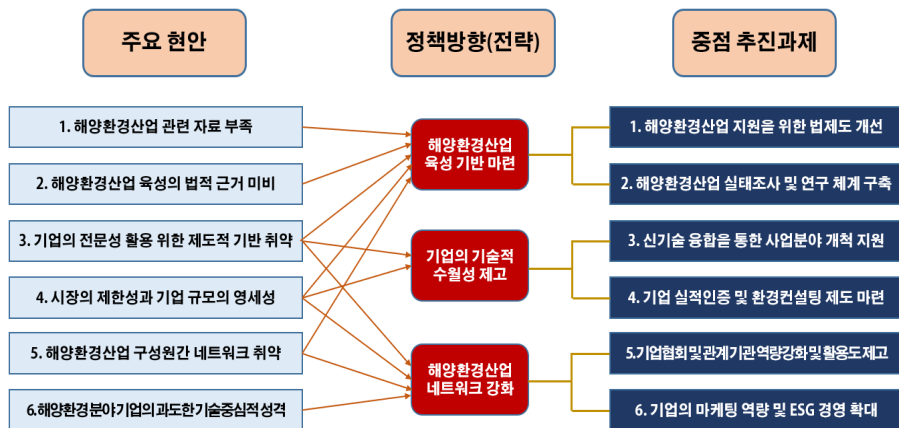 주요 현안
정책방향(전략)
중점 추진과제
1. 해양환경산업 관련 자료 부족
2. 해양환경산업 육성의 법적 근거 미비
3. 기업의 전문성 활용 위한 제도적 기반 취약
4. 시장의 제한성과 기업 규모의 영세성
5. 해양환경산업 구성원간 네트워크 취약
6.해양환경 분야 기업의 과도한 기술중심적 성격
해양환경산업
육성 기반 마련
기업의 기술적
수월성 제고
해양환경산업
네트워크 강화
1. 해양환경산업 지원을 위한 법제도 개선
2. 해양환경산업 실태조사 및 연구 체계 구축
3. 신기술 융합을 통한 사업분야 개척 지원
4. 기업 실적인증 및 환경컨설팅 제도 마련
5.기업협회 및 관계기관 역량강화 및 활용도 제고
6. 기업의 마케팅 역량 및 ESG 경영 확대